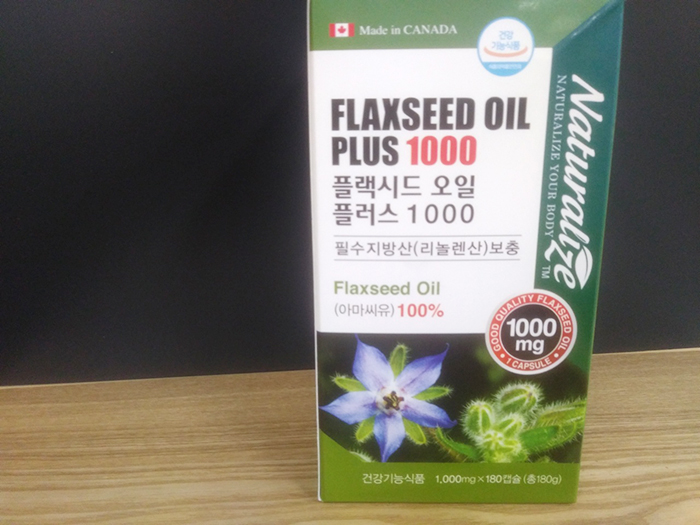 Made in CANADA
건강
기능식품
FLAXSEED OIL
PLUS 1000
플랙시드 오일
플러스 1000
필수지방산(리놀렌산)보충
Flaxseed Oil
(아마씨유) 100%
Naturalize TM
NATURALIZE YOUR BODY
GOOD QUALITY FLAXSEED OIL
1000
mg
1 CAPSULE
건강기능식품 1,000mg×180캡슐 (총180g)